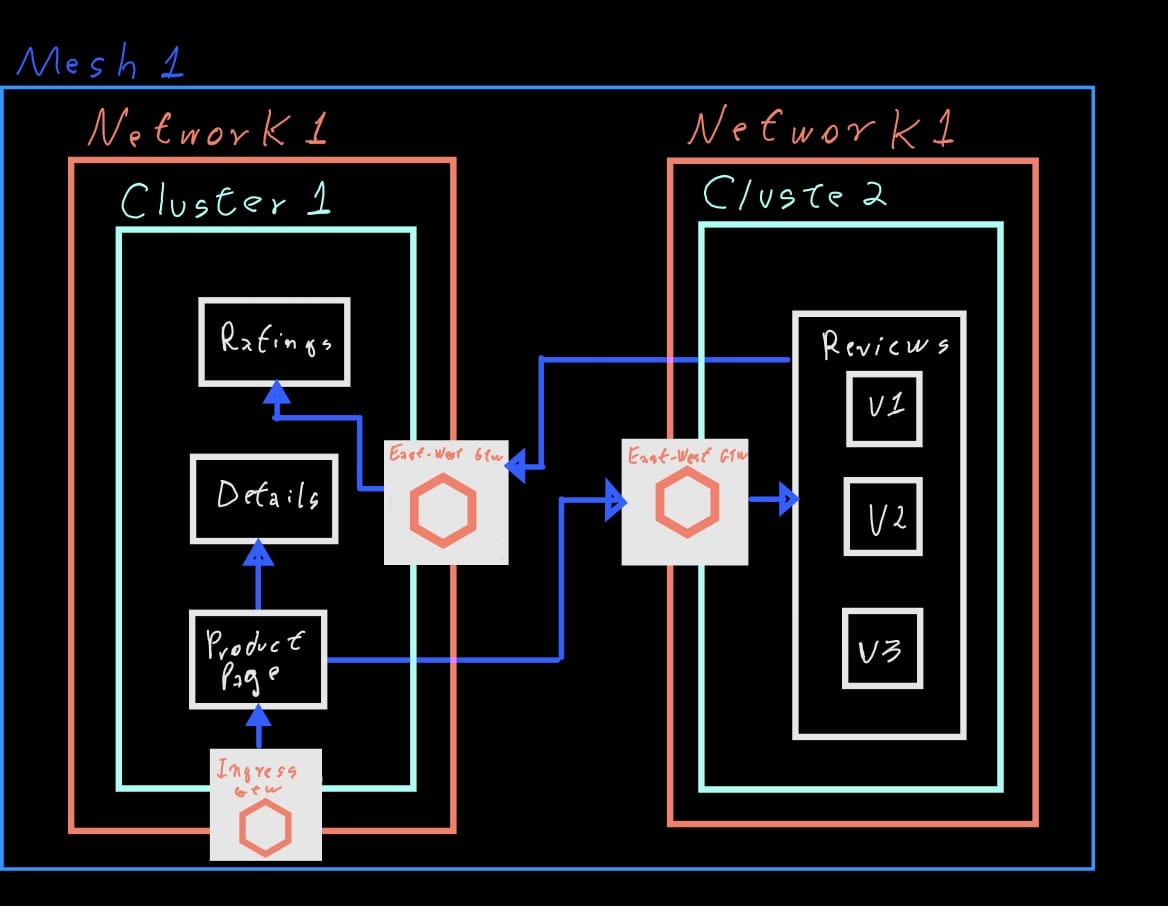 Mesh 1
Network 1
Network 1
Cluster 1
Cluste 2
Ratings
Reviews
V1
East-West Gtw
East-West GTW
Details
V2
Product
Page
V3
Ingress
Gtw